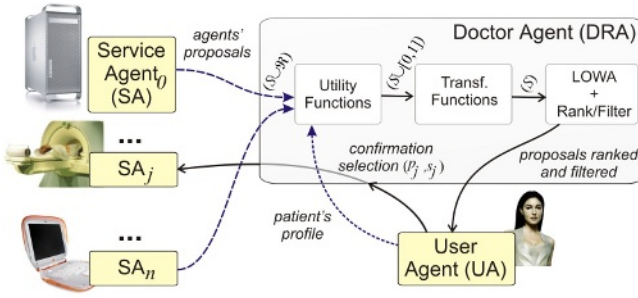 Service
Agent0
(SA)
agents'
proposals
Doctor Agent (DRA)
(S∪ℜ)
Utility
Functions
(S∪[0,1])
Transf.
Functions
(S)
LOWA
+
Rank/Filter
...
SAj
confirmation
selection (pj ,sj)
proposals ranked
and filtered
...
SAn
patient's
profile
User
Agent (UA)